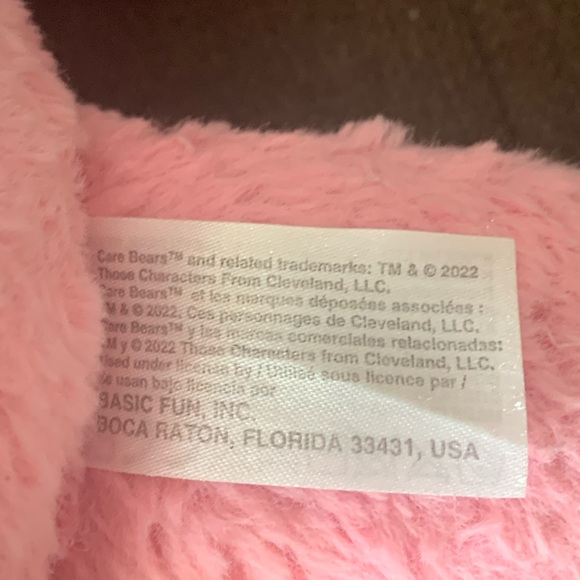 Care Bears™ and related trademarks: TM & © 2022
Those Characters From Cleveland, LLC.
Care Bears™ et les marques déposées associées :
TM & © 2022, Ces personnages de Cleveland, LLC.
Care Bears™ y las marcas comerciales relacionadas:
TM y © 2022 Those Characters from Cleveland, LLC.
Used under license by / Utilisé sous licence par /
Se usan bajo licencia por
BASIC FUN, INC.
BOCA RATON, FLORIDA 33431, USA